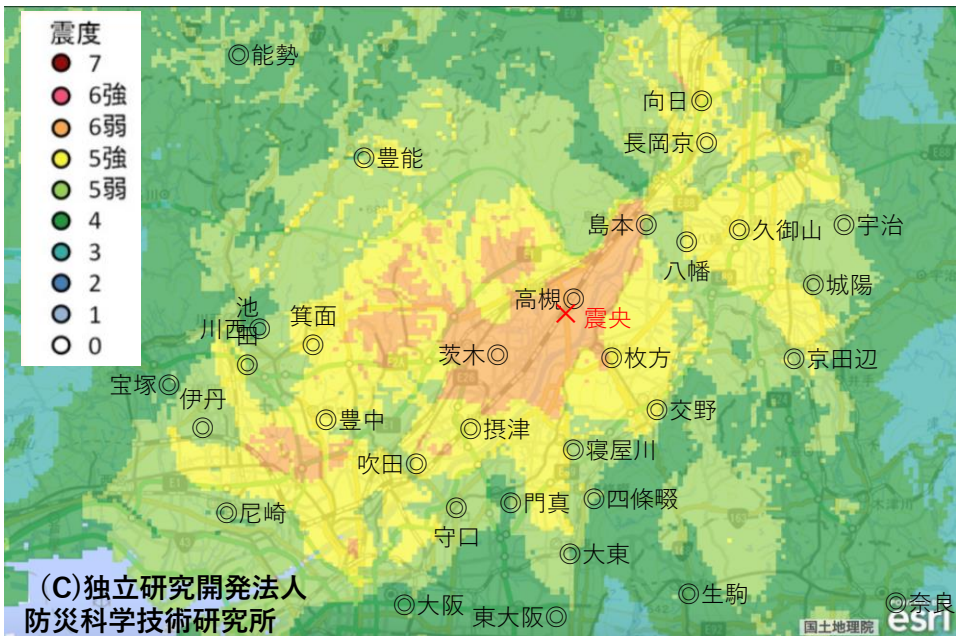 震度
7
6強
6弱
5強
5弱
4
3
2
1
0
◎能勢
向日◎
長岡京◎
◎豊能
島本◎
◎久御山
◎宇治
八幡
◎
高槻◎
×震央
◎城陽
池田
◎
川西◎
箕面
◎
茨木◎
◎枚方
◎京田辺
宝塚◎
伊丹
◎
◎豊中
◎交野
◎摂津
吹田◎
◎寝屋川
◎尼崎
◎
守口
◎門真
◎四條畷
◎大東
◎大阪
東大阪◎
◎生駒
◎奈良
(C)独立研究開発法人
防災科学技術研究所
国土地理院
esri